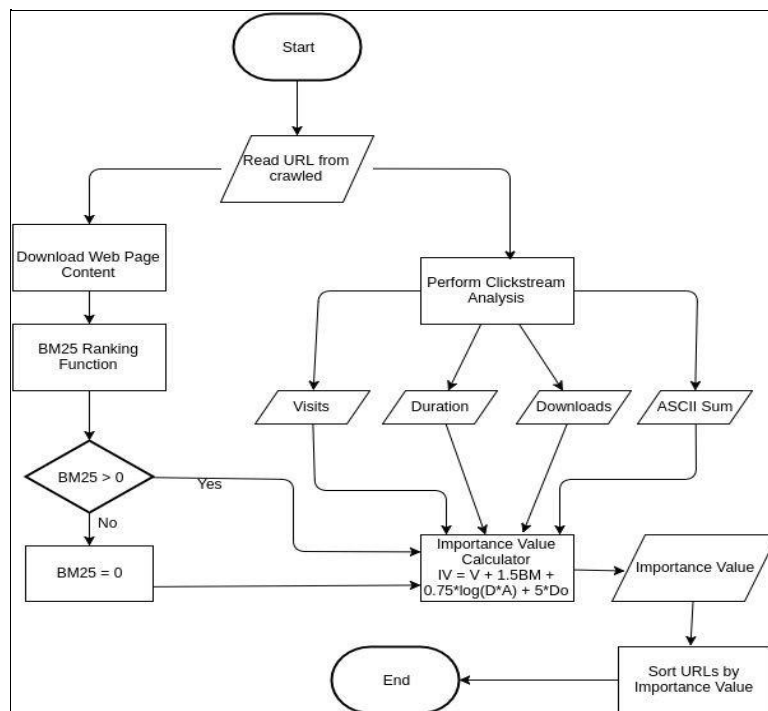 Start
Read URL from
crawled
Download Web Page
Content
Perform Clickstream
Analysis
BM25 Ranking
Function
Visits
Duration
Downloads
ASCII Sum
BM25 > 0
Yes
No
BM25 = 0
Importance Value
Calculator
IV = V + 1.5BM +
0.75*log(D*A) + 5*Do
Importance Value
Sort URLs by
Importance Value
End